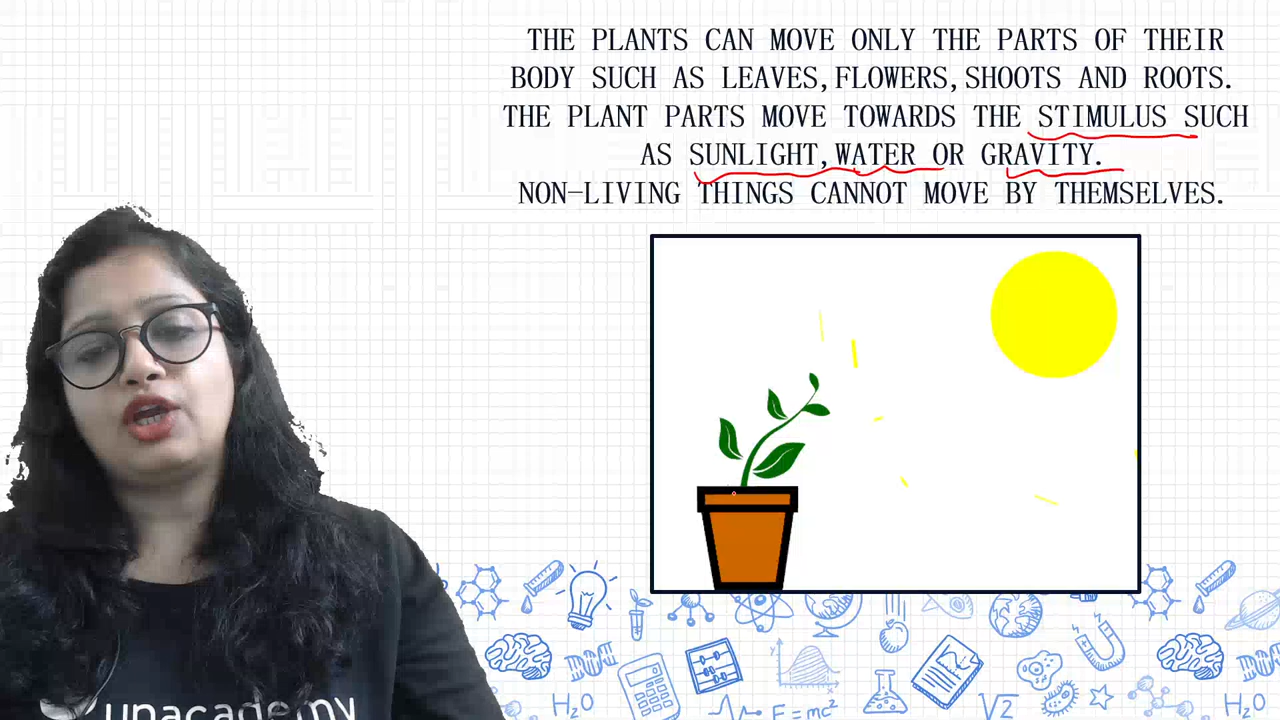 THE PLANTS CAN MOVE ONLY THE PARTS OF THEIR
BODY SUCH AS LEAVES,FLOWERS,SHOOTS AND ROOTS.
THE PLANT PARTS MOVE TOWARDS THE STIMULUS SUCH
AS SUNLIGHT,WATER OR GRAVITY.
NON-LIVING THINGS CANNOT MOVE BY THEMSELVES.
unacademy
H₂O
E=mc²
√2
H₂O
y
x